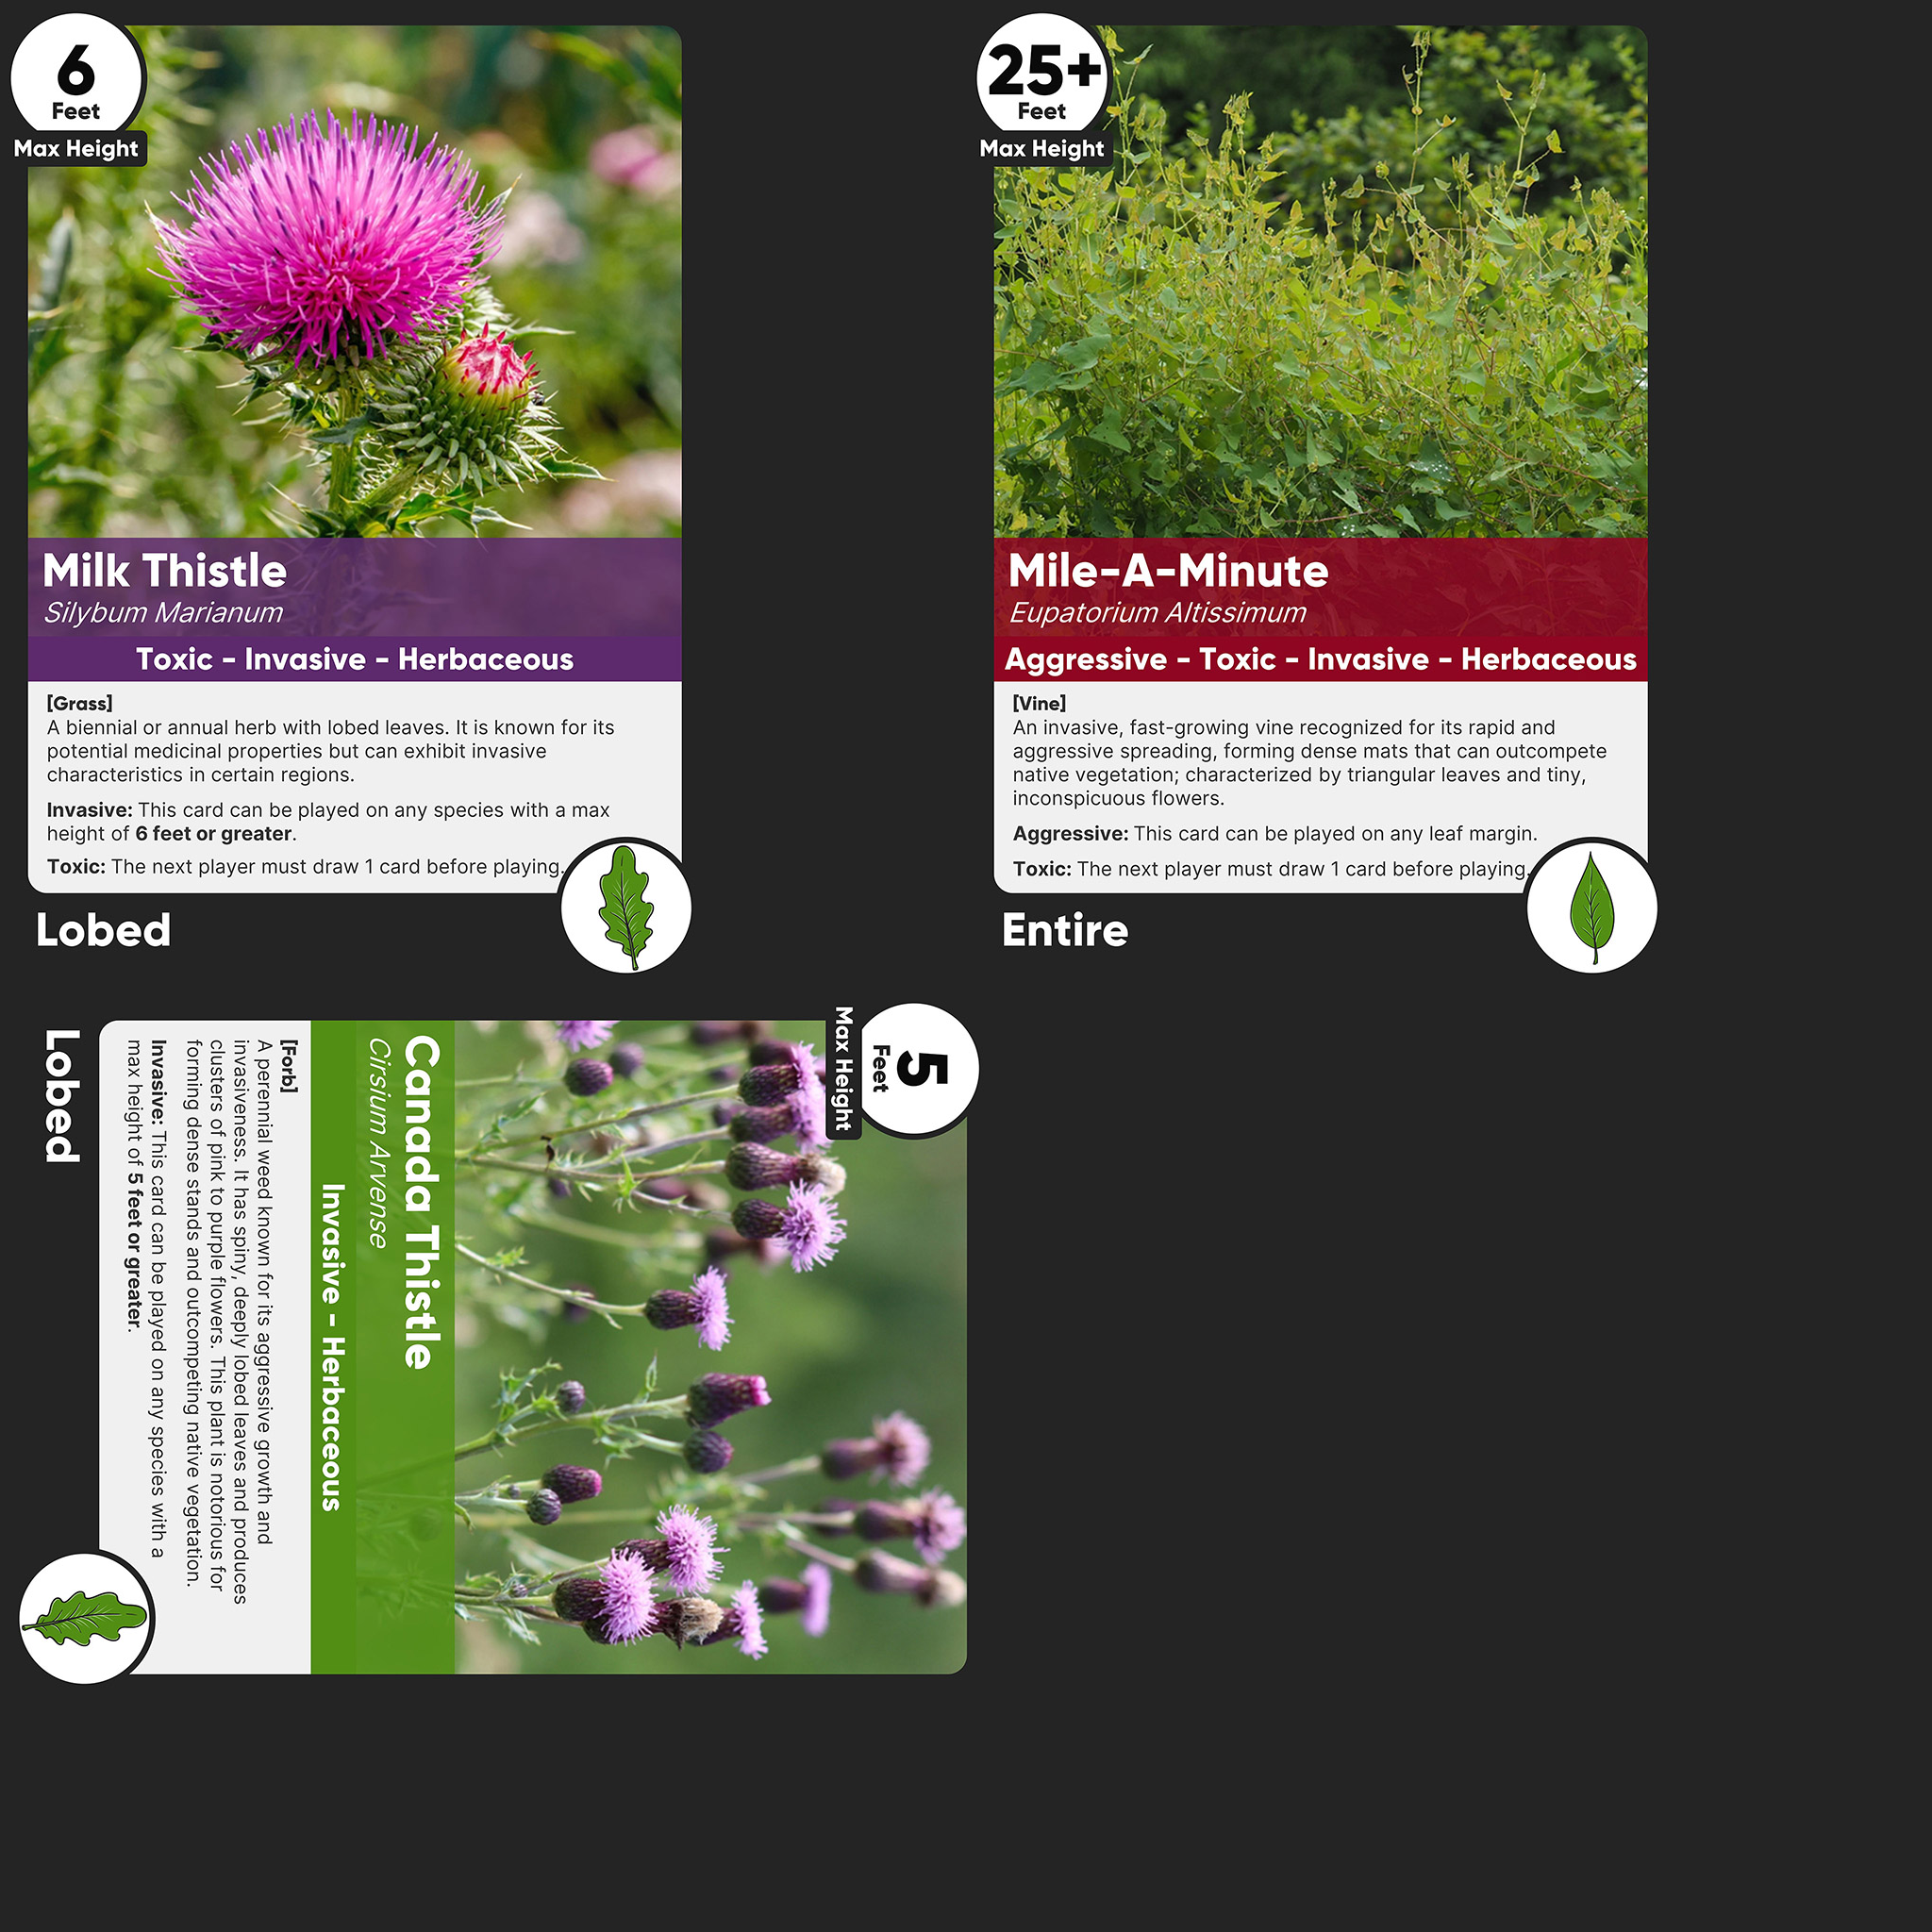 6
Feet
Max Height
Milk Thistle
Silybum Marianum
Toxic - Invasive - Herbaceous
[Grass]
A biennial or annual herb with lobed leaves. It is known for its
potential medicinal properties but can exhibit invasive
characteristics in certain regions.
Invasive: This card can be played on any species with a max
height of 6 feet or greater.
Toxic: The next player must draw 1 card before playing.
Lobed
25+
Feet
Max Height
Mile-A-Minute
Eupatorium Altissimum
Aggressive - Toxic - Invasive - Herbaceous
[Vine]
An invasive, fast-growing vine recognized for its rapid and
aggressive spreading, forming dense mats that can outcompete
native vegetation; characterized by triangular leaves and tiny,
inconspicuous flowers.
Aggressive: This card can be played on any leaf margin.
Toxic: The next player must draw 1 card before playing.
Entire
5
Feet
Max Height
Canada Thistle
Cirsium Arvense
Invasive - Herbaceous
[Forb]
A perennial weed known for its aggressive growth and
invasiveness. It has spiny, deeply lobed leaves and produces
clusters of pink to purple flowers. This plant is notorious for
forming dense stands and outcompeting native vegetation.
Invasive: This card can be played on any species with a
max height of 5 feet or greater.
Lobed